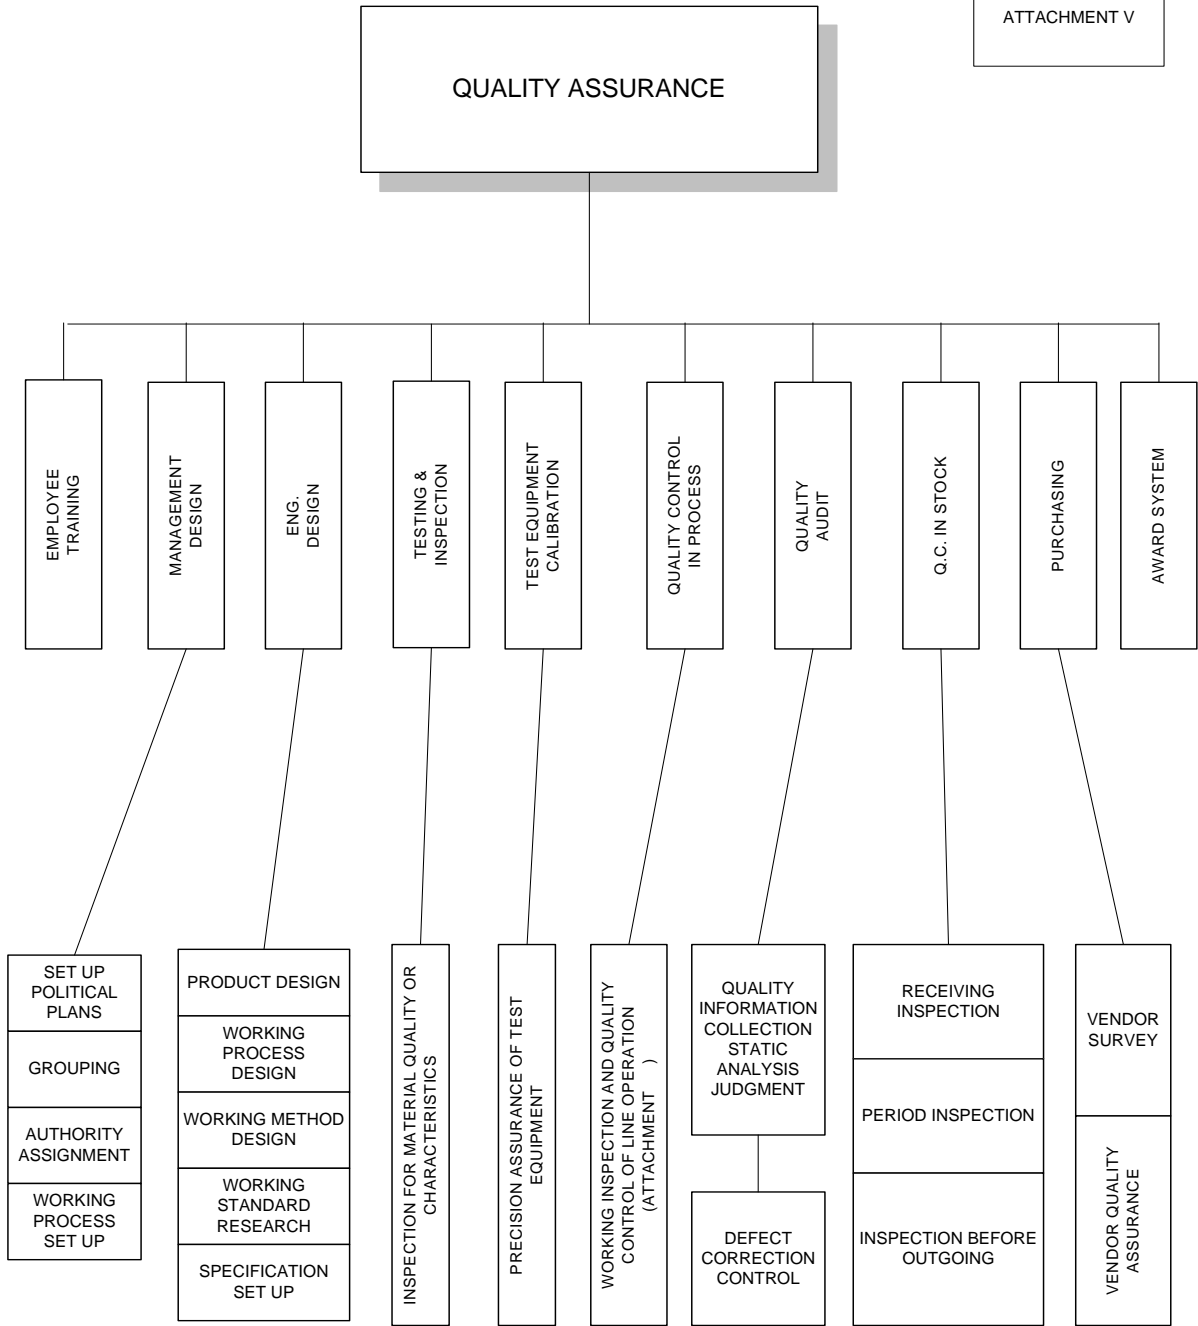 ATTACHMENT V
QUALITY ASSURANCE
EMPLOYEE
TRAINING
MANAGEMENT
DESIGN
ENG.
DESIGN
TESTING &
INSPECTION
TEST EQUIPMENT
CALIBRATION
QUALITY CONTROL
IN PROCESS
QUALITY
AUDIT
Q.C. IN STOCK
PURCHASING
AWARD SYSTEM
SET UP
POLITICAL
PLANS
GROUPING
AUTHORITY
ASSIGNMENT
WORKING
PROCESS
SET UP
PRODUCT DESIGN
WORKING
PROCESS
DESIGN
WORKING METHOD
DESIGN
WORKING
STANDARD
RESEARCH
SPECIFICATION
SET UP
INSPECTION FOR MATERIAL QUALITY OR
CHARACTERISTICS
PRECISION ASSURANCE OF TEST
EQUIPMENT
WORKING INSPECTION AND QUALITY
CONTROL OF LINE OPERATION
(ATTACHMENT )
QUALITY
INFORMATION
COLLECTION
STATIC
ANALYSIS
JUDGMENT
DEFECT
CORRECTION
CONTROL
RECEIVING
INSPECTION
PERIOD INSPECTION
INSPECTION BEFORE
OUTGOING
VENDOR
SURVEY
VENDOR QUALITY
ASSURANCE